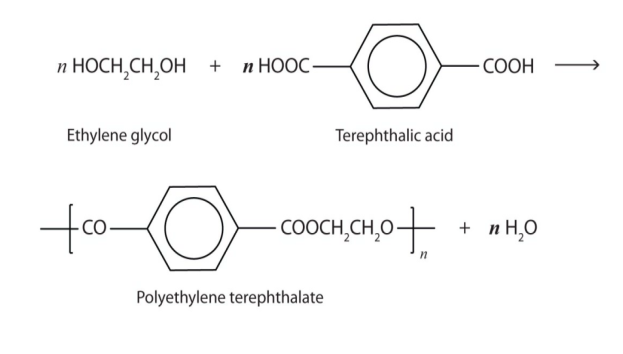 n HOCH₂CH₂OH + n HOOC COOH
Ethylene glycol Terephthalic acid
CO COOCH₂CH₂O n + n H₂O
Polyethylene terephthalate